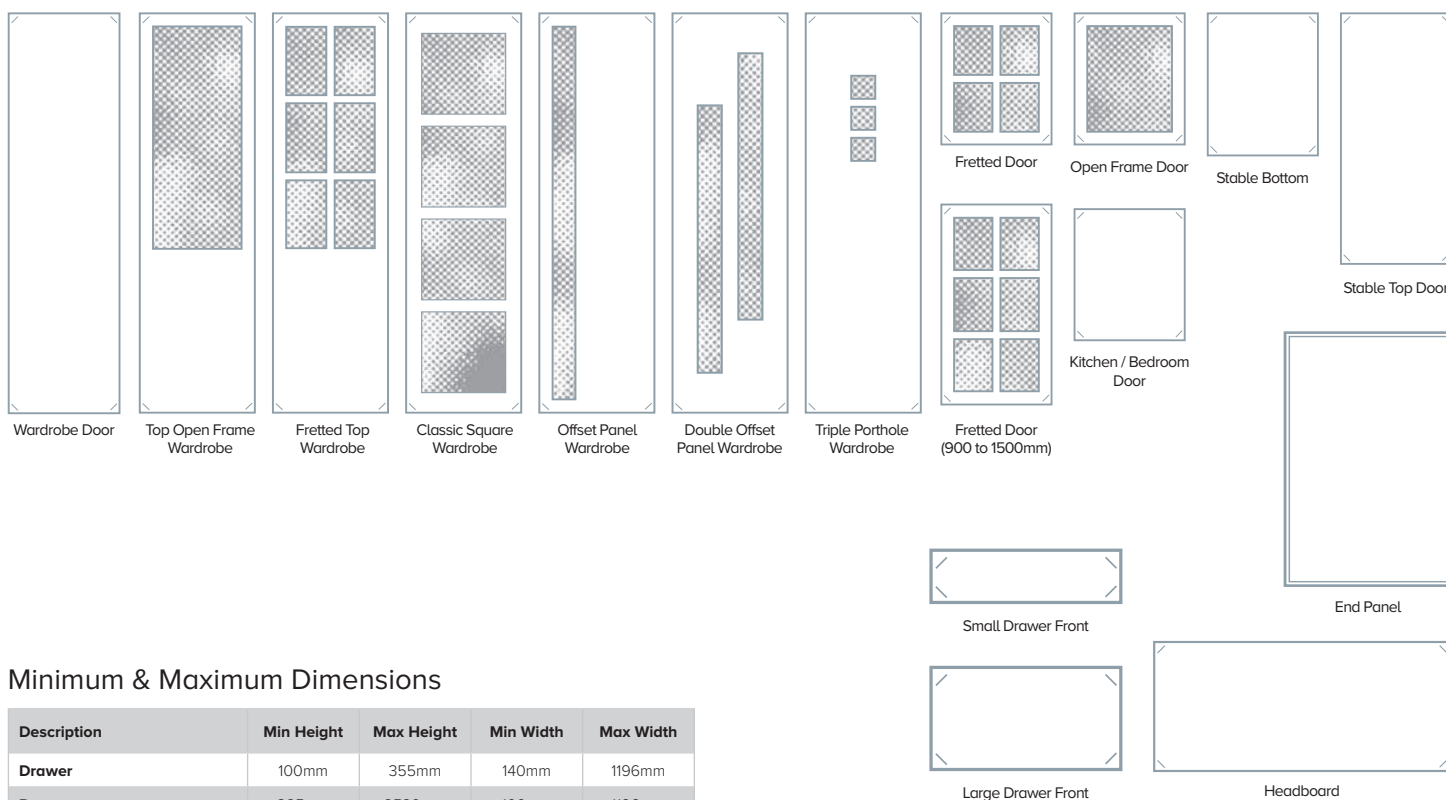 Fretted Door
Open Frame Door
Stable Bottom
Stable Top Door
Kitchen / Bedroom
Door
Wardrobe Door
Top Open Frame
Wardrobe
Fretted Top
Wardrobe
Classic Square
Wardrobe
Offset Panel
Wardrobe
Double Offset
Panel Wardrobe
Triple Porthole
Wardrobe
Fretted Door
(900 to 1500mm)
End Panel
Small Drawer Front
Large Drawer Front
Headboard
Minimum & Maximum Dimensions
Description Min Height Max Height Min Width Max Width
Drawer 100mm 355mm 140mm 1196mm